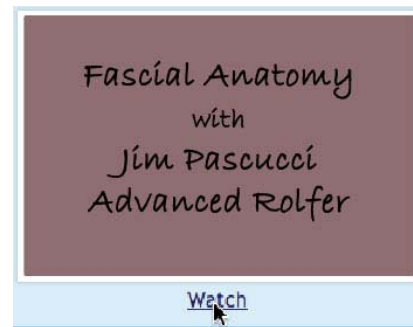 Fascial Anatomy
with
Jim Pascucci
Advanced Rolfer
Watch